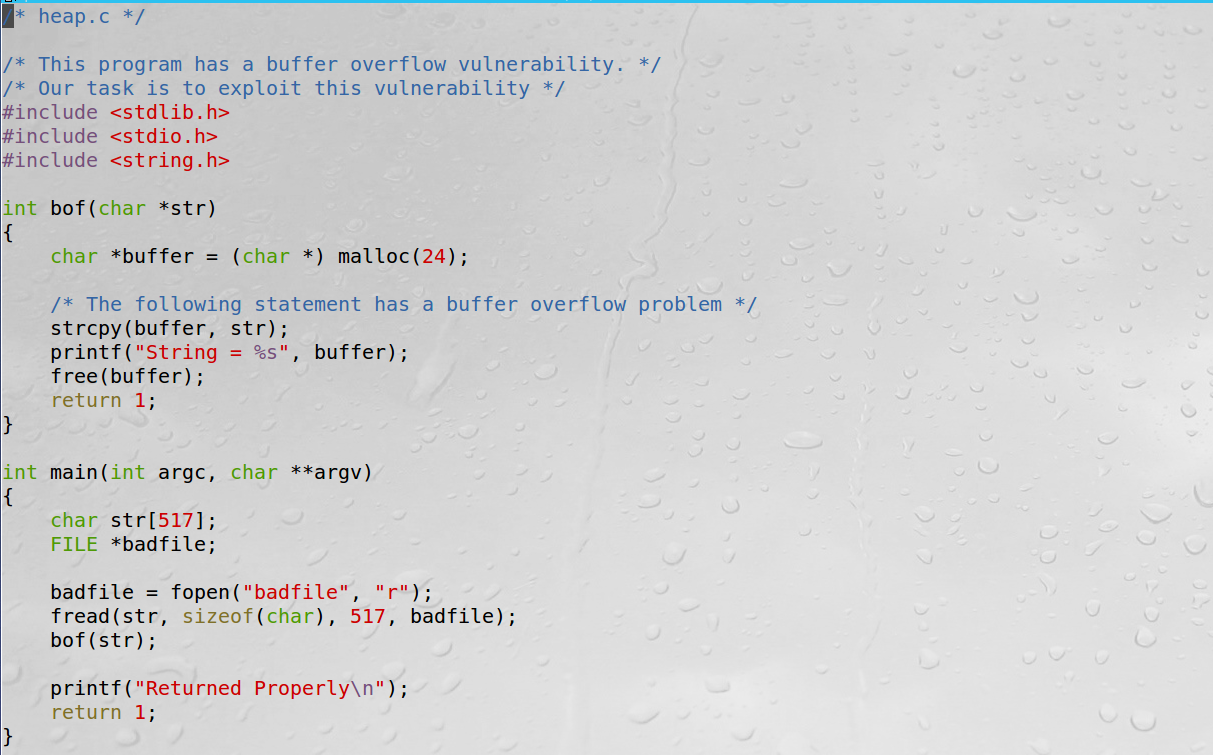 /* heap.c */
/* This program has a buffer overflow vulnerability. */
/* Our task is to exploit this vulnerability */
#include <stdlib.h>
#include <stdio.h>
#include <string.h>
int bof(char *str)
{
    char *buffer = (char *) malloc(24);
    /* The following statement has a buffer overflow problem */
    strcpy(buffer, str);
    printf("String = %s", buffer);
    free(buffer);
    return 1;
}
int main(int argc, char **argv)
{
    char str[517];
    FILE *badfile;
    badfile = fopen("badfile", "r");
    fread(str, sizeof(char), 517, badfile);
    bof(str);
    printf("Returned Properly\n");
    return 1;
}